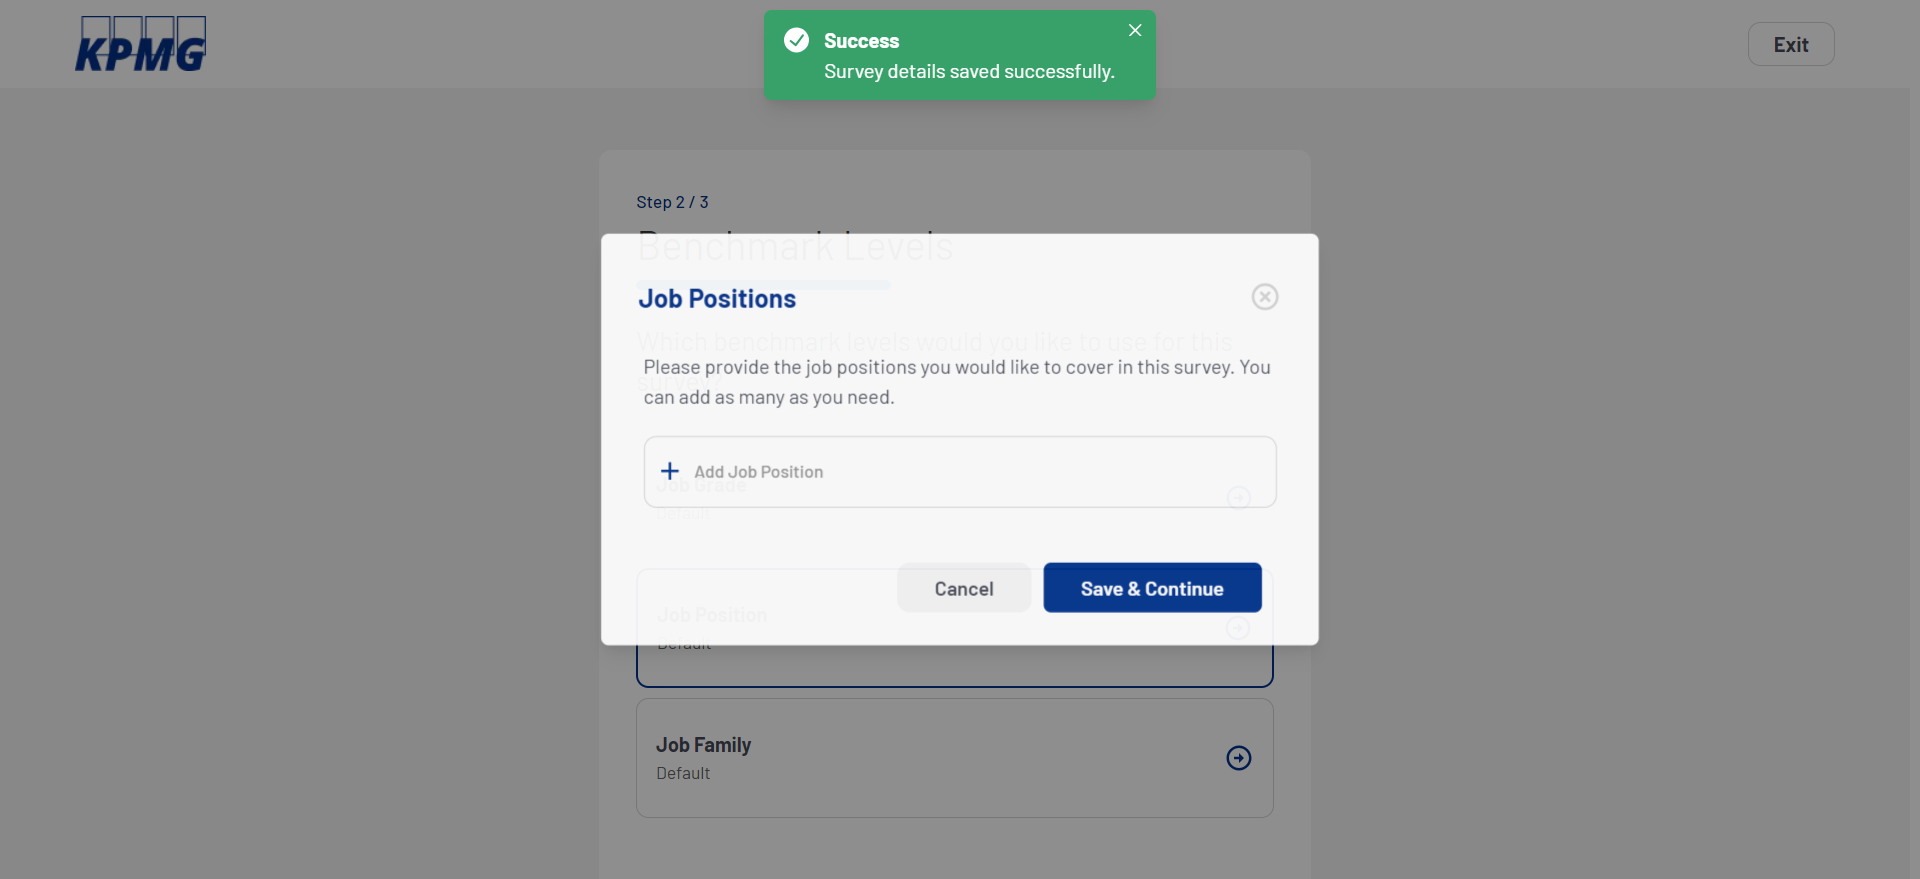 KPMG
Success
Survey details saved successfully.
Exit
Step 2 / 3
Benchmark Levels
Job Positions
Which benchmark levels would you like to use for this
survey?
Please provide the job positions you would like to cover in this survey. You
can add as many as you need.
Add Job Position
Job Grade
Default
Cancel
Save & Continue
Job Position
Default
Job Family
Default